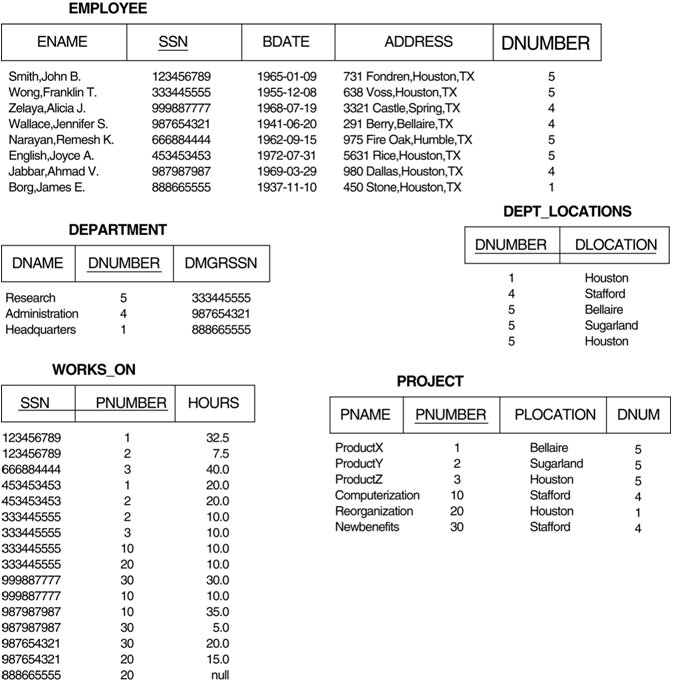 EMPLOYEE
ENAME SSN BDATE ADDRESS DNUMBER
Smith,John B. 123456789 1965-01-09 731 Fondren,Houston,TX 5
Wong,Franklin T. 333445555 1955-12-08 638 Voss,Houston,TX 5
Zelaya,Alicia J. 999887777 1968-07-19 3321 Castle,Spring,TX 4
Wallace,Jennifer S. 987654321 1941-06-20 291 Berry,Bellaire,TX 4
Narayan,Remesh K. 666884444 1962-09-15 975 Fire Oak,Humble,TX 5
English,Joyce A. 453453453 1972-07-31 5631 Rice,Houston,TX 5
Jabbar,Ahmad V. 987987987 1969-03-29 980 Dallas,Houston,TX 4
Borg,James E. 888665555 1937-11-10 450 Stone,Houston,TX 1
DEPARTMENT
DNAME DNUMBER DMGRSSN
Research 5 333445555
Administration 4 987654321
Headquarters 1 888665555
DEPT_LOCATIONS
DNUMBER DLOCATION
1 Houston
4 Stafford
5 Bellaire
5 Sugarland
5 Houston
WORKS_ON
SSN PNUMBER HOURS
123456789 1 32.5
123456789 2 7.5
666884444 3 40.0
453453453 1 20.0
453453453 2 20.0
333445555 2 10.0
333445555 3 10.0
333445555 10 10.0
333445555 20 10.0
999887777 30 30.0
999887777 10 10.0
987987987 10 35.0
987987987 30 5.0
987654321 30 20.0
987654321 20 15.0
888665555 20 null
PROJECT
PNAME PNUMBER PLOCATION DNUM
ProductX 1 Bellaire 5
ProductY 2 Sugarland 5
ProductZ 3 Houston 5
Computerization 10 Stafford 4
Reorganization 20 Houston 1
Newbenefits 30 Stafford 4